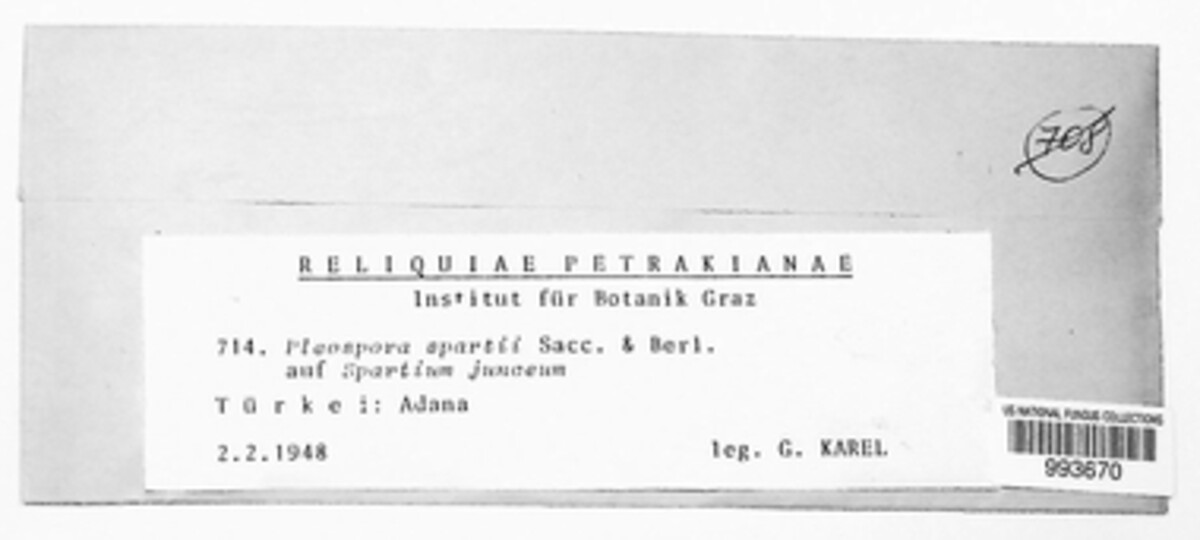 708
RELIQUIAE PETRAKIANAE
Institut für Botanik Graz
714. Pleospora spartii Sacc. & Berl.
auf Spartium junceum
Türkei: Adana
2.2.1948 leg. G. KAREL
US NATIONAL FUNGUS COLLECTIONS
993670